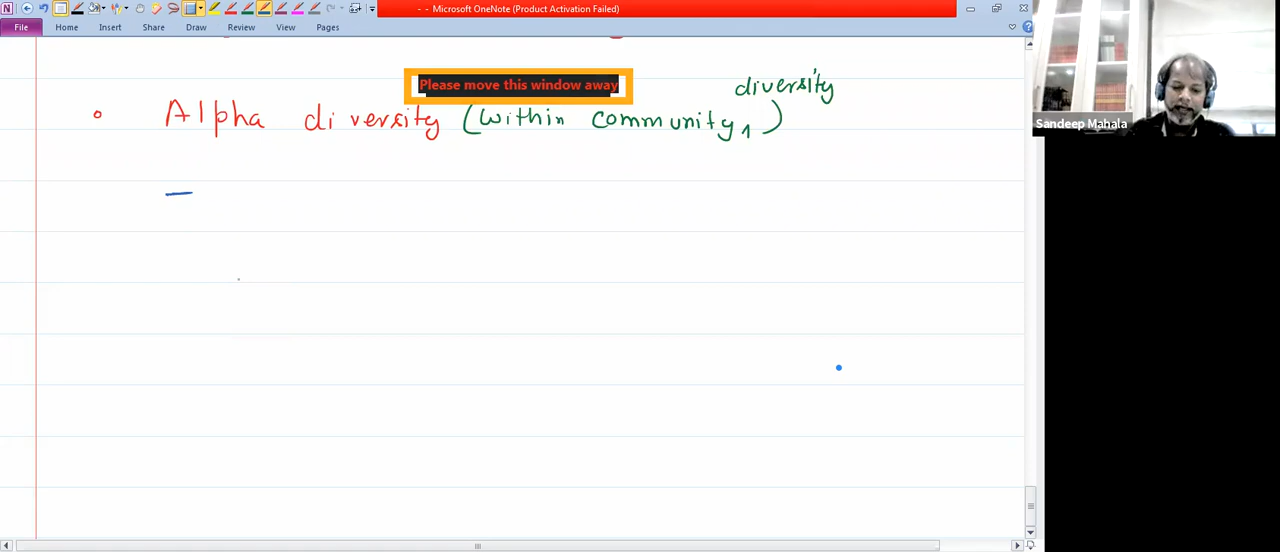 - - Microsoft OneNote (Product Activation Failed)
File Home Insert Share Draw Review View Pages
Please move this window away
diversity
• Alpha diversity (within community )
Sandeep Mahala